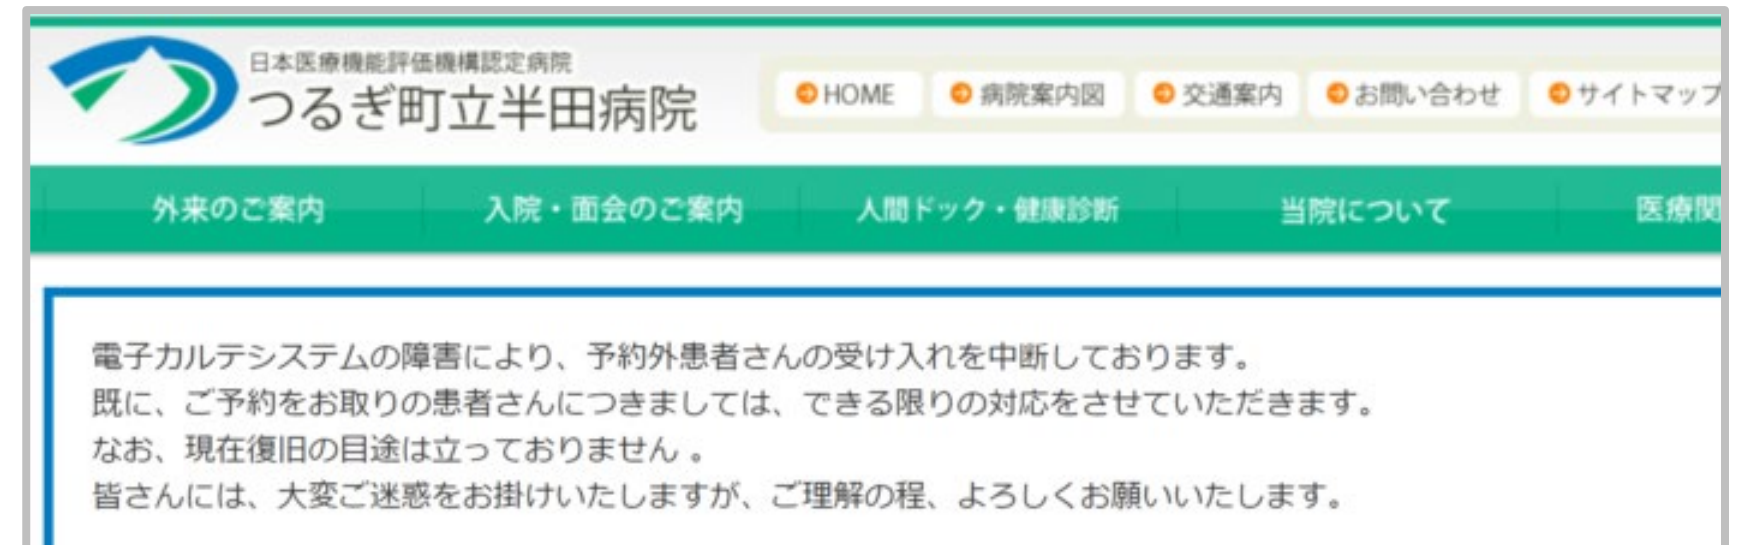 日本医療機能評価機構認定病院
つるぎ町立半田病院
HOME 病院案内図 交通案内 お問い合わせ サイトマップ
外来のご案内 入院・面会のご案内 人間ドック・健康診断 当院について 医療関
電子カルテシステムの障害により、予約外患者さんの受け入れを中断しております。
既に、ご予約をお取りの患者さんにつきましては、できる限りの対応をさせていただきます。
なお、現在復旧の目途は立っておりません 。
皆さんには、大変ご迷惑をお掛けいたしますが、ご理解の程、よろしくお願いいたします。